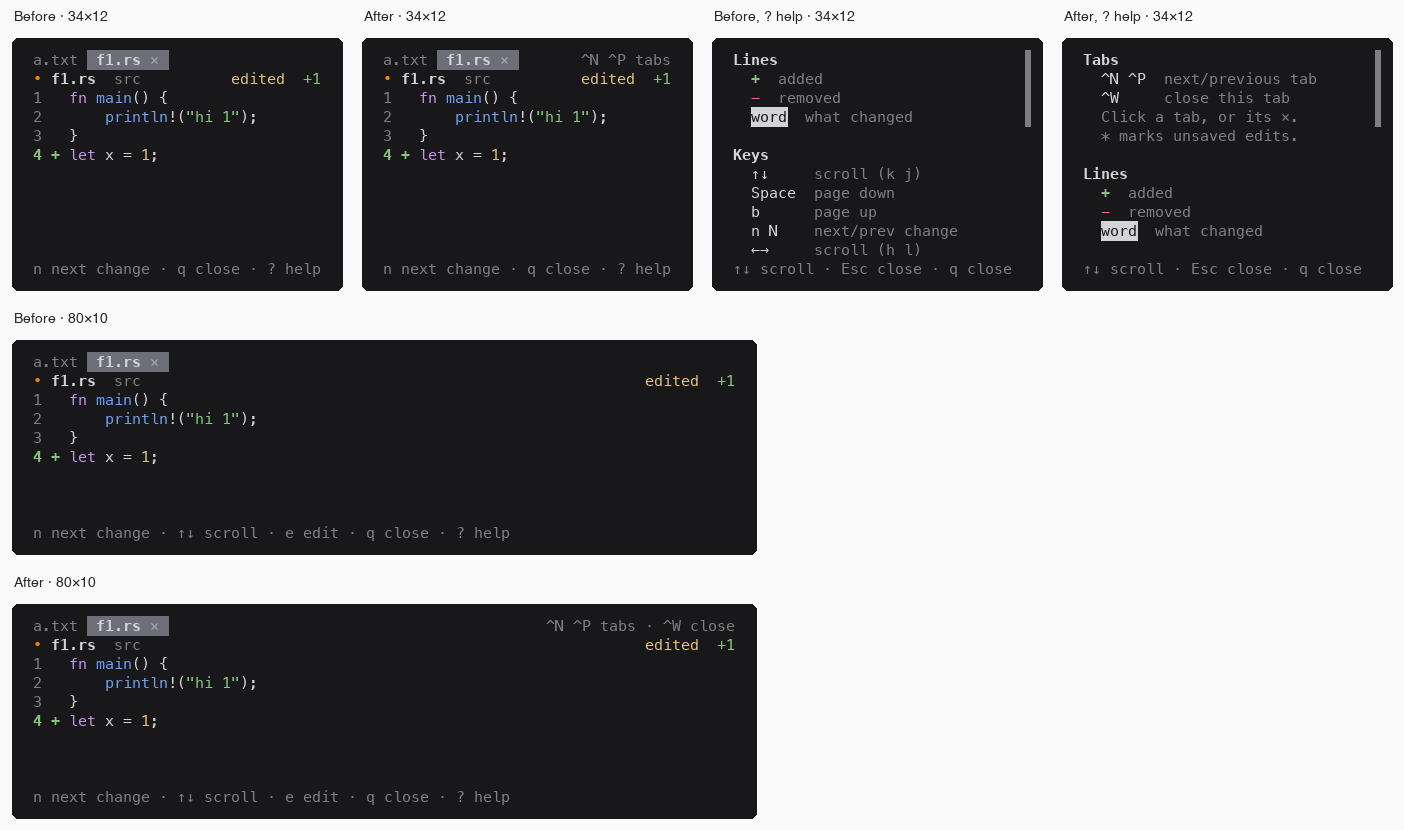 Before · 34×12
a.txt f1.rs ×
• f1.rs src edited +1
1 fn main() {
2 println!("hi 1");
3 }
4 + let x = 1;
n next change · q close · ? help
After · 34×12
a.txt f1.rs × ^N ^P tabs
• f1.rs src edited +1
1 fn main() {
2 println!("hi 1");
3 }
4 + let x = 1;
n next change · q close · ? help
Before, ? help · 34×12
Lines
+ added
− removed
word what changed
Keys
↑↓ scroll (k j)
Space page down
b page up
n N next/prev change
←→ scroll (h l)
↑↓ scroll · Esc close · q close
After, ? help · 34×12
Tabs
^N ^P next/previous tab
^W close this tab
Click a tab, or its ×.
* marks unsaved edits.
Lines
+ added
− removed
word what changed
↑↓ scroll · Esc close · q close
Before · 80×10
a.txt f1.rs ×
• f1.rs src edited +1
1 fn main() {
2 println!("hi 1");
3 }
4 + let x = 1;
n next change · ↑↓ scroll · e edit · q close · ? help
After · 80×10
a.txt f1.rs × ^N ^P tabs · ^W close
• f1.rs src edited +1
1 fn main() {
2 println!("hi 1");
3 }
4 + let x = 1;
n next change · ↑↓ scroll · e edit · q close · ? help